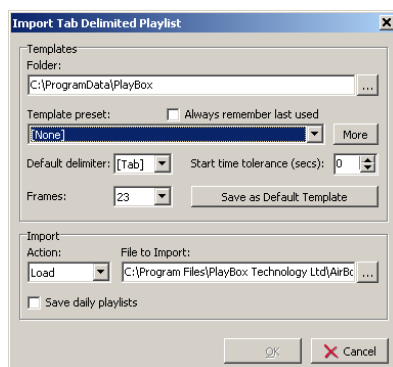 Import Tab Delimited Playlist
Templates
Folder:
C:\ProgramData\PlayBox
...
Template preset:
Always remember last used
[None]
More
Default delimiter: [Tab]
Start time tolerance (secs): 0
Frames: 23
Save as Default Template
Import
Action:
File to Import:
Load
C:\Program Files\PlayBox Technology Ltd\AirBo
...
Save daily playlists
OK
Cancel